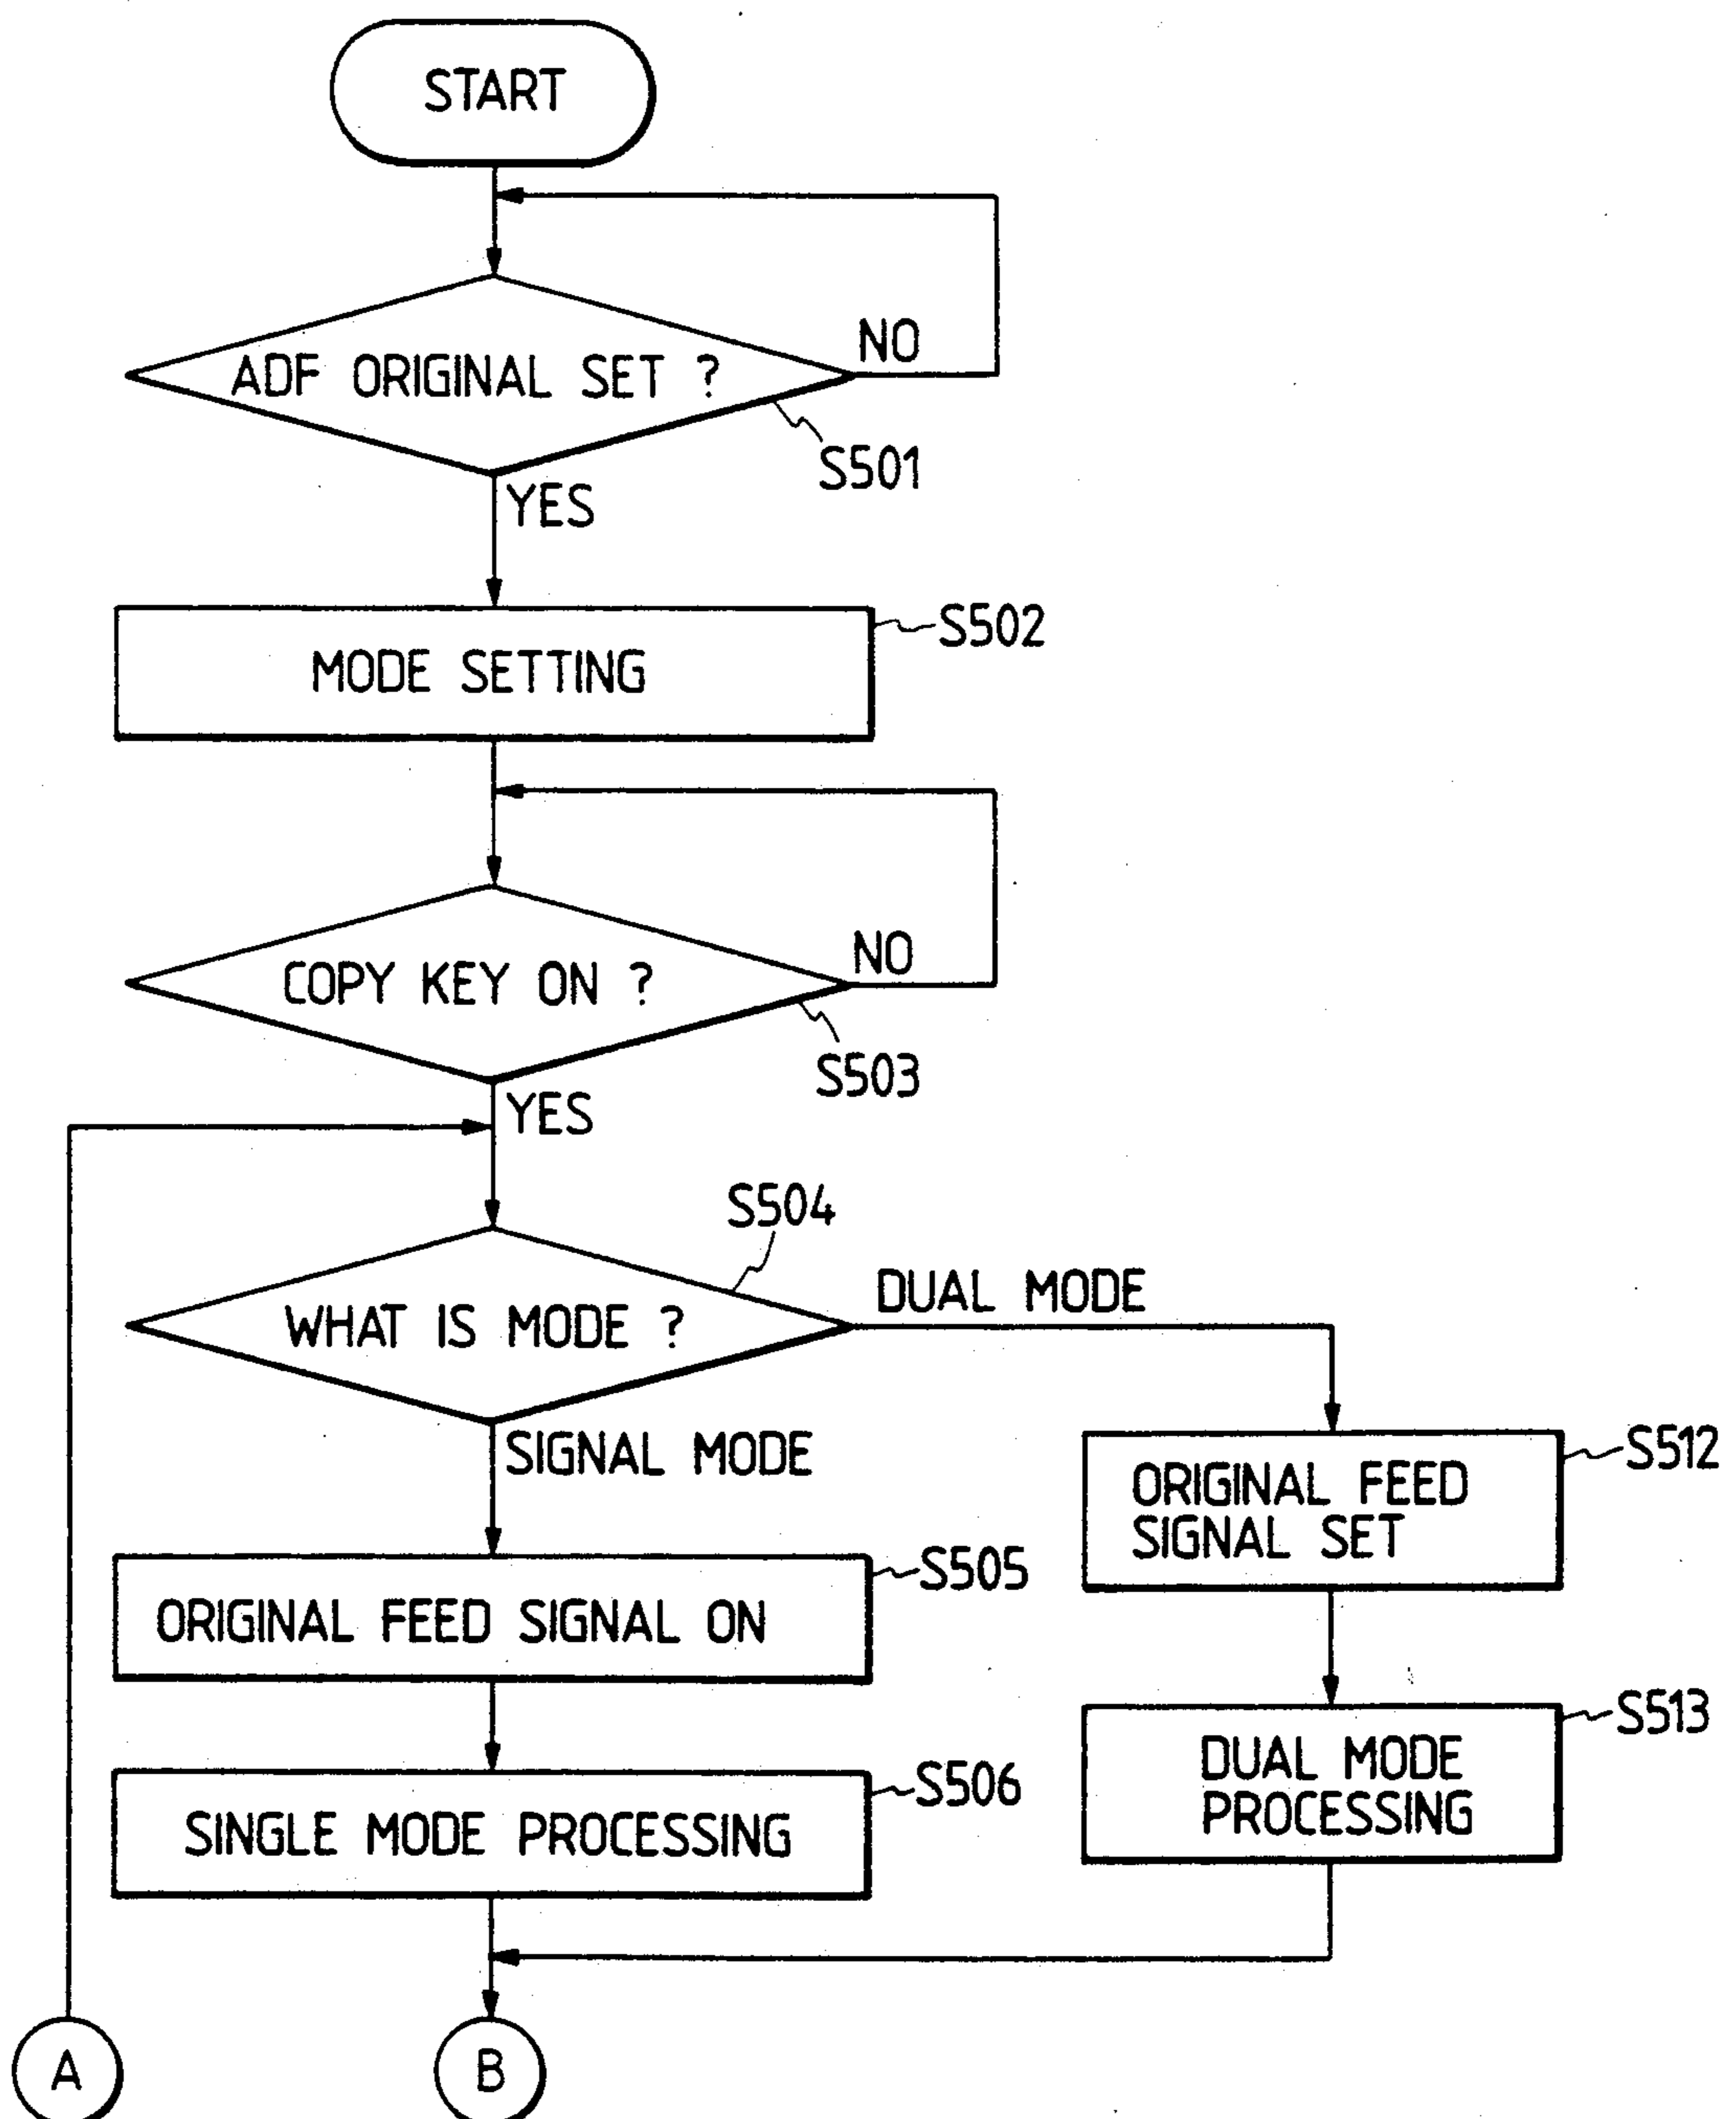 START
ADF ORIGINAL SET ?
NO
S501
YES
MODE SETTING
S502
COPY KEY ON ?
NO
S503
YES
S504
WHAT IS MODE ?
DUAL MODE
SIGNAL MODE
ORIGINAL FEED
SIGNAL SET
S512
ORIGINAL FEED SIGNAL ON
S505
DUAL MODE
PROCESSING
S513
SINGLE MODE PROCESSING
S506
A
B